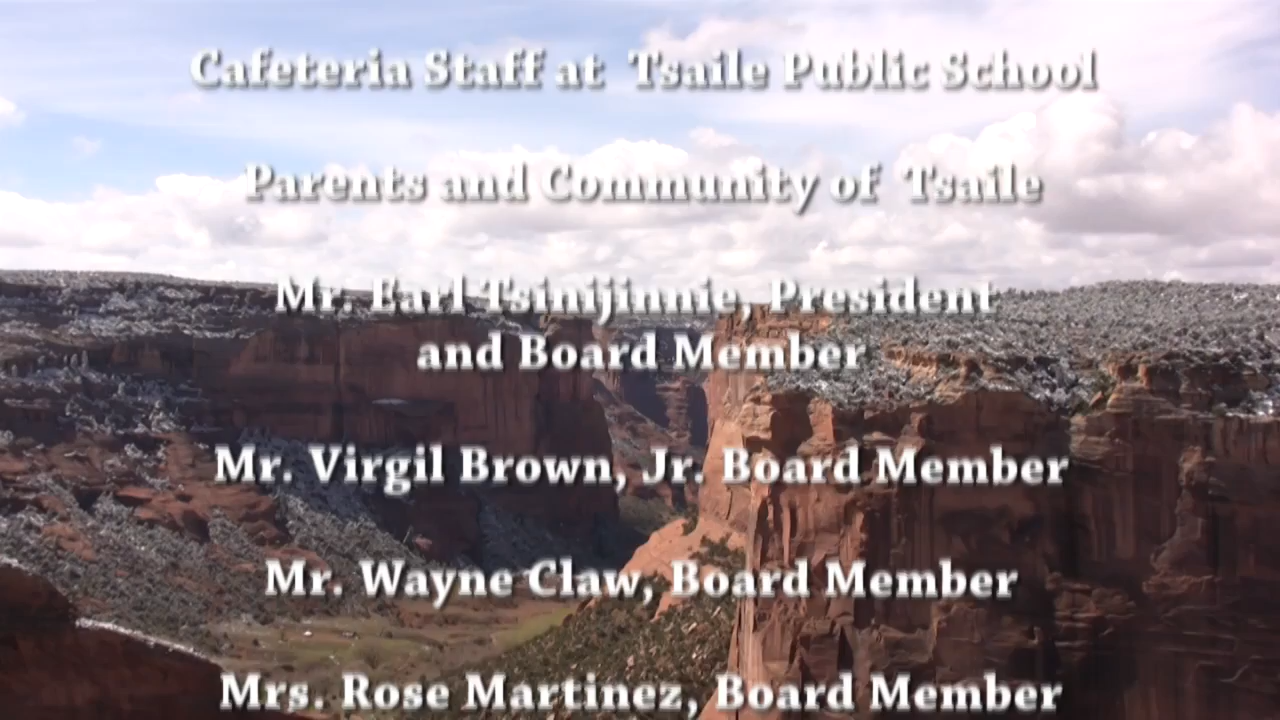 Cafeteria Staff at Tsaile Public School
Parents and Community of Tsaile
Mr. Earl Tsinijinnie, President
and Board Member
Mr. Virgil Brown, Jr. Board Member
Mr. Wayne Claw, Board Member
Mrs. Rose Martinez, Board Member